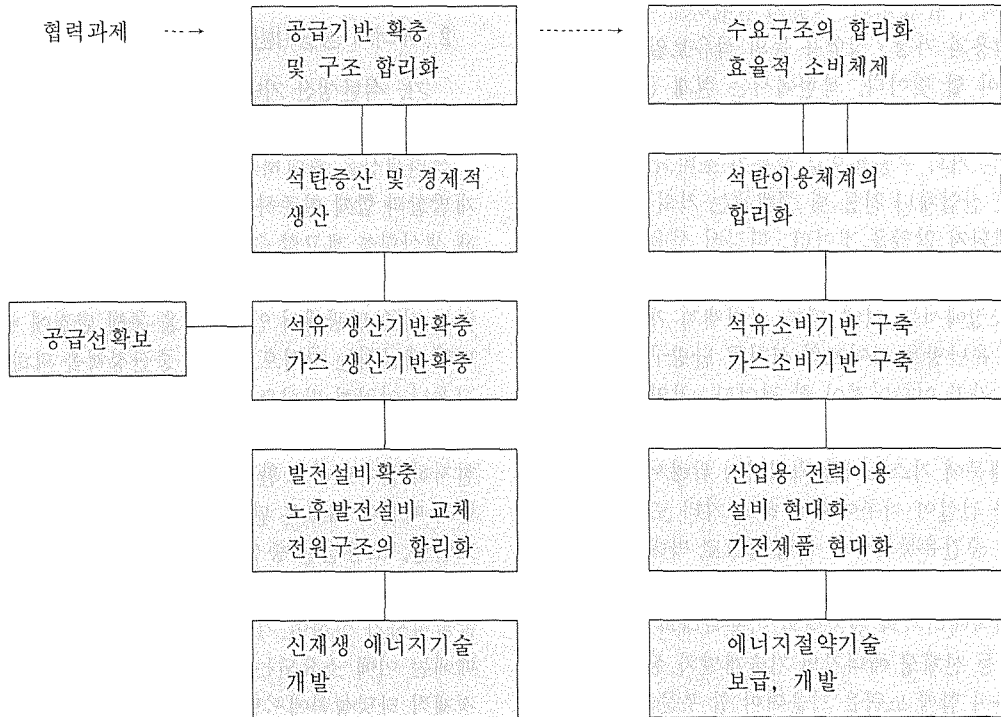 협력과제
공급기반 확충
및 구조 합리화
수요구조의 합리화
효율적 소비체제
석탄증산 및 경제적
생산
석탄이용체계의
합리화
공급선확보
석유 생산기반확충
가스 생산기반확충
석유소비기반 구축
가스소비기반 구축
발전설비확충
노후발전설비 교체
전원구조의 합리화
산업용 전력이용
설비 현대화
가전제품 현대화
신재생 에너지기술
개발
에너지절약기술
보급, 개발